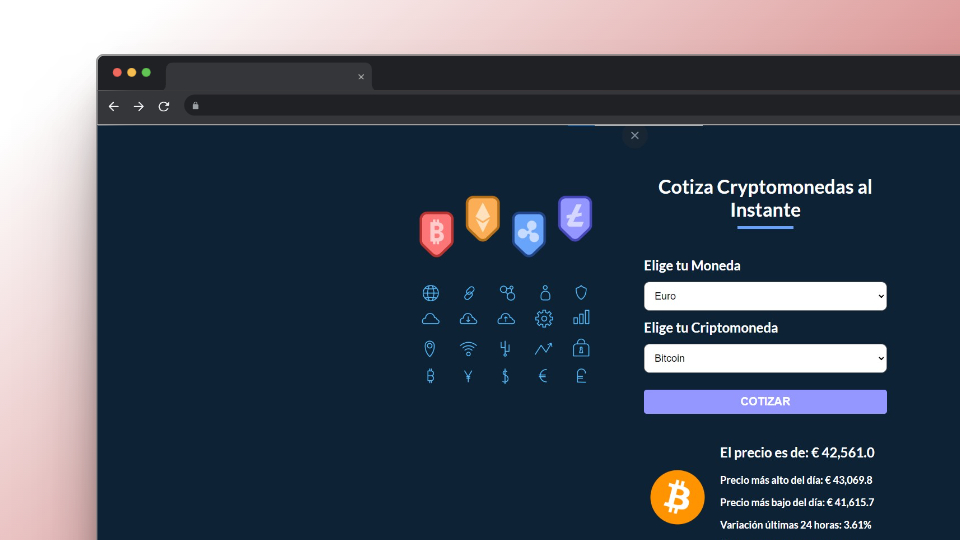 Cotiza Cryptomonedas al
Instante
Elige tu Moneda
Euro
Elige tu Criptomoneda
Bitcoin
COTIZAR
El precio es de: € 42,561.0
Precio más alto del día: € 43,069.8
Precio más bajo del día: € 41,615.7
Variación últimas 24 horas: 3.61%